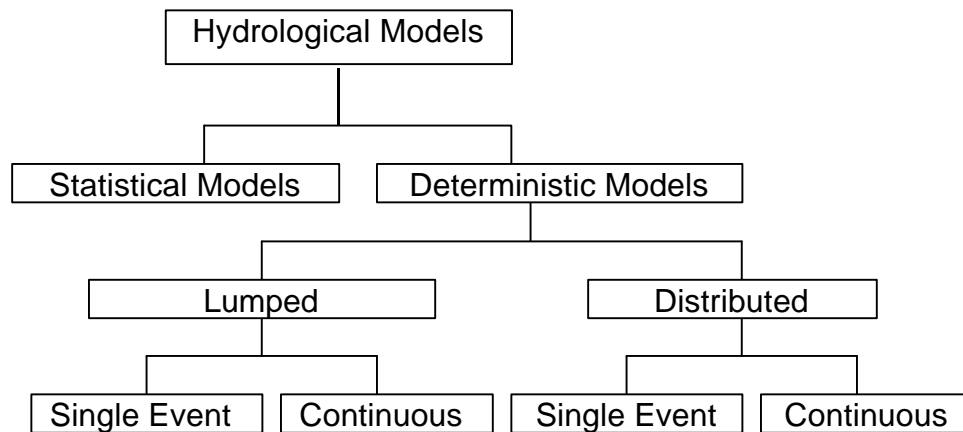 Hydrological Models
Statistical Models
Deterministic Models
Lumped
Distributed
Single Event
Continuous
Single Event
Continuous